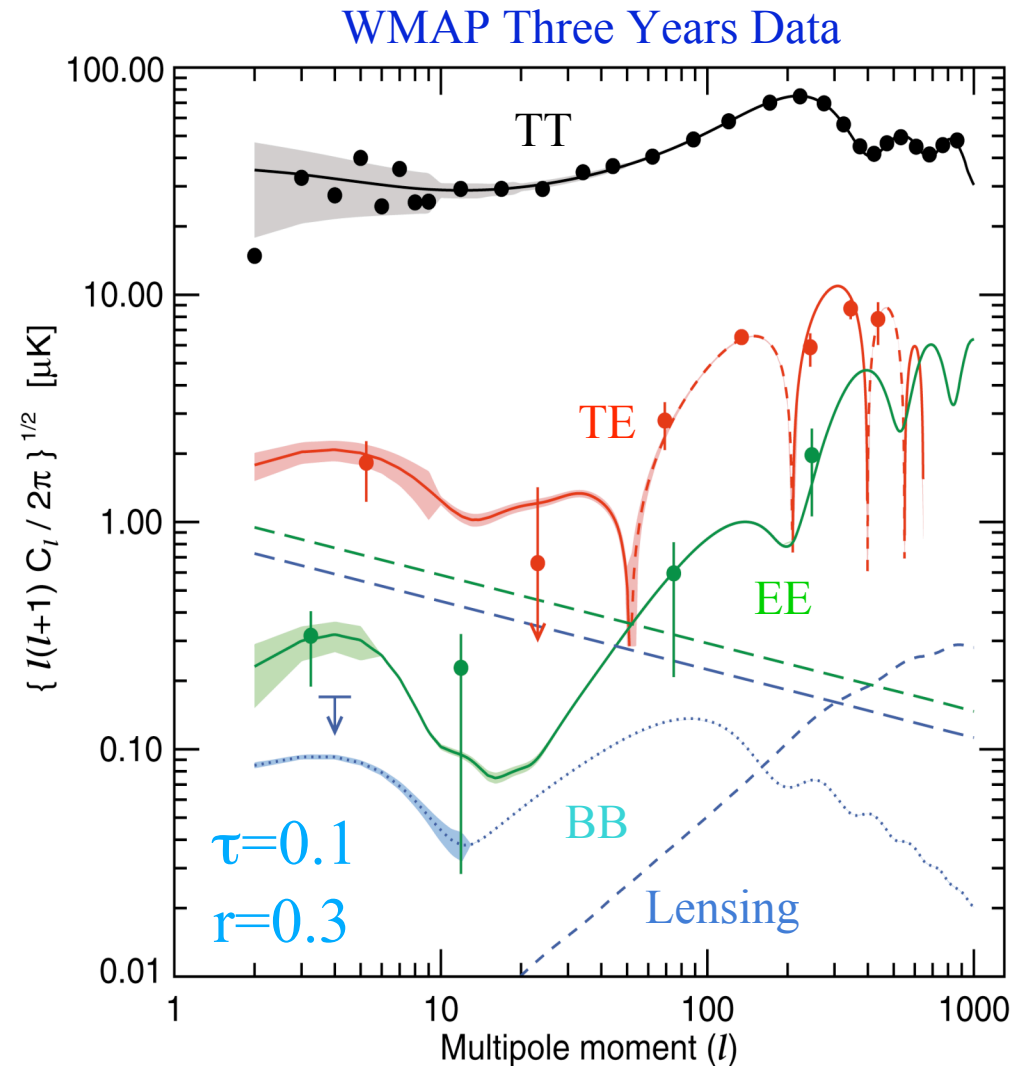 WMAP Three Years Data
100.00
10.00
1.00
0.10
0.01
{ l(l+1) C_l / 2π }^{1/2} [μK]
TT
TE
EE
BB
τ=0.1
r=0.3
Lensing
1
10
100
1000
Multipole moment (l)